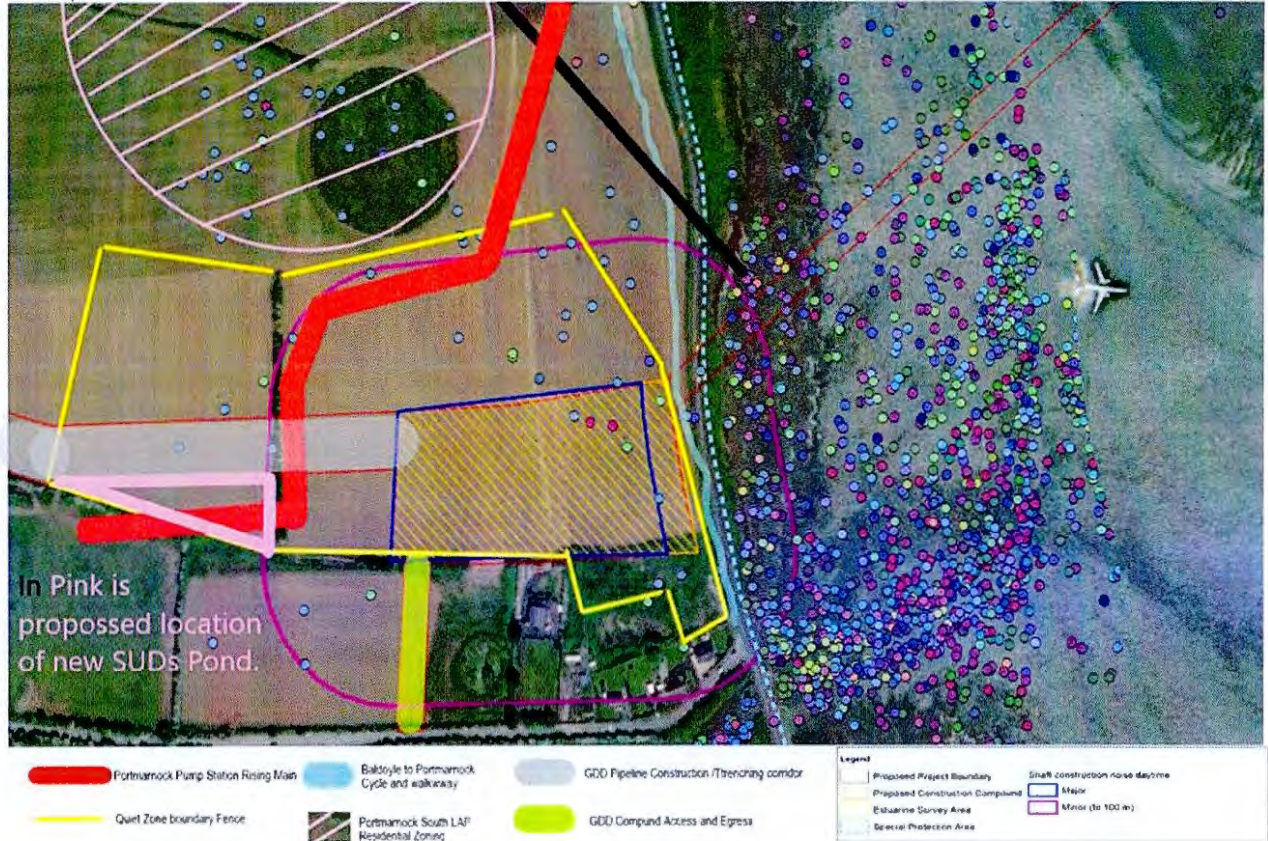 In Pink is
propossed location
of new SUDs Pond.
Portmarnock Pump Station Rising Main
Baldoyle to Portmarnock
Cycle and walkwway
GDD Pipeline Construction /Ttrenching corridor
Quiet Zone boundary Fence
Portmarnock South LAP
Residential Zoning
GDD Compund Access and Egress
Legend
Proposed Project Boundary
Proposed Construction Compound
Estuarine Survey Area
Special Protection Area
Shaft construction noise daytime
Major
Minor (to 100 m)